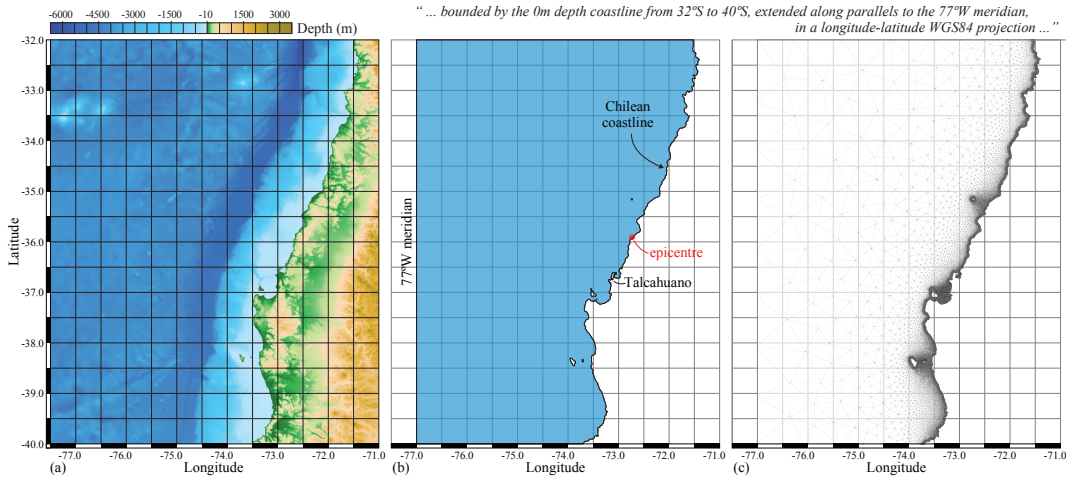 “ ... bounded by the 0m depth coastline from 32ºS to 40ºS, extended along parallels to the 77ºW meridian,
in a longitude-latitude WGS84 projection ...”
-6000 -4500 -3000 -1500 -10 1500 3000 Depth (m)
-32.0
-33.0
-34.0
-35.0
-36.0
-37.0
-38.0
-39.0
-40.0
Latitude
-77.0 -76.0 -75.0 -74.0 -73.0 -72.0 -71.0
(a) Longitude
77ºW meridian
Chilean
coastline
epicentre
Talcahuano
-77.0 -76.0 -75.0 -74.0 -73.0 -72.0 -71.0
(b) Longitude
-77.0 -76.0 -75.0 -74.0 -73.0 -72.0 -71.0
(c) Longitude